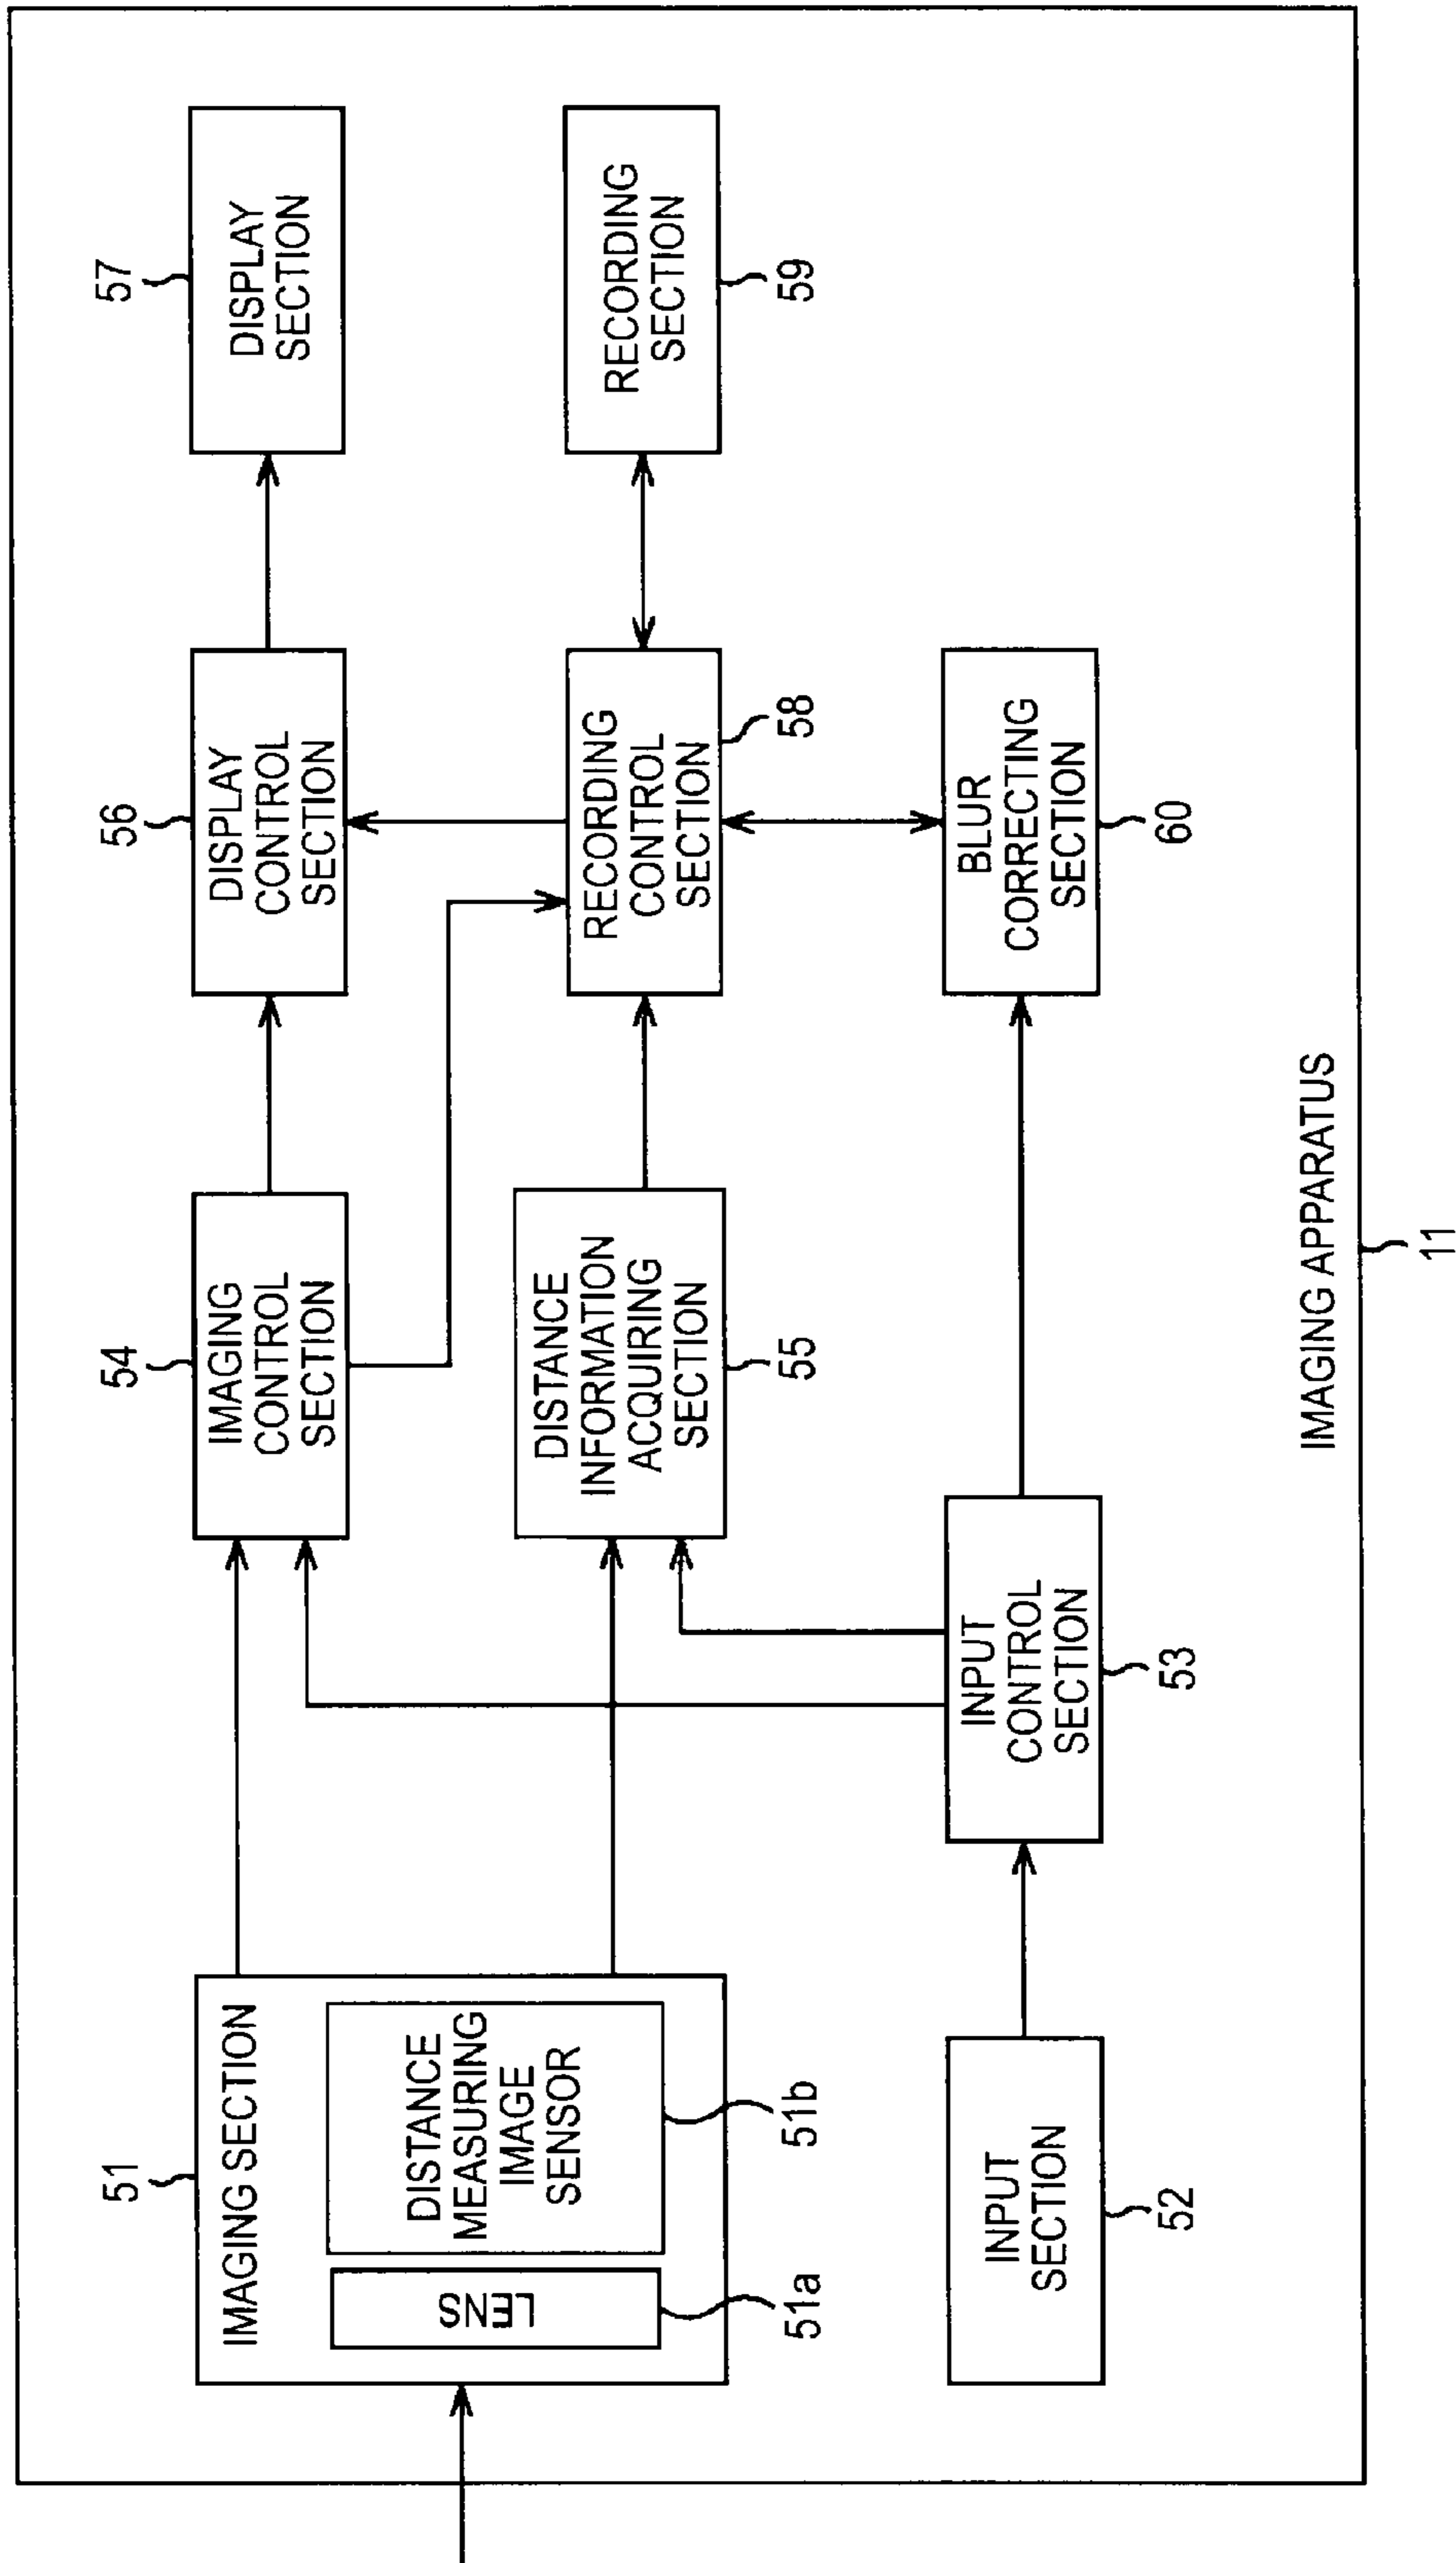 51
IMAGING SECTION
LENS
51a
DISTANCE
MEASURING
IMAGE
SENSOR
51b
INPUT
SECTION
52
INPUT
CONTROL
SECTION
53
54
IMAGING
CONTROL
SECTION
DISTANCE
INFORMATION
ACQUIRING
SECTION
55
56
DISPLAY
CONTROL
SECTION
57
DISPLAY
SECTION
RECORDING
CONTROL
SECTION
58
RECORDING
SECTION
59
BLUR
CORRECTING
SECTION
60
IMAGING APPARATUS
11